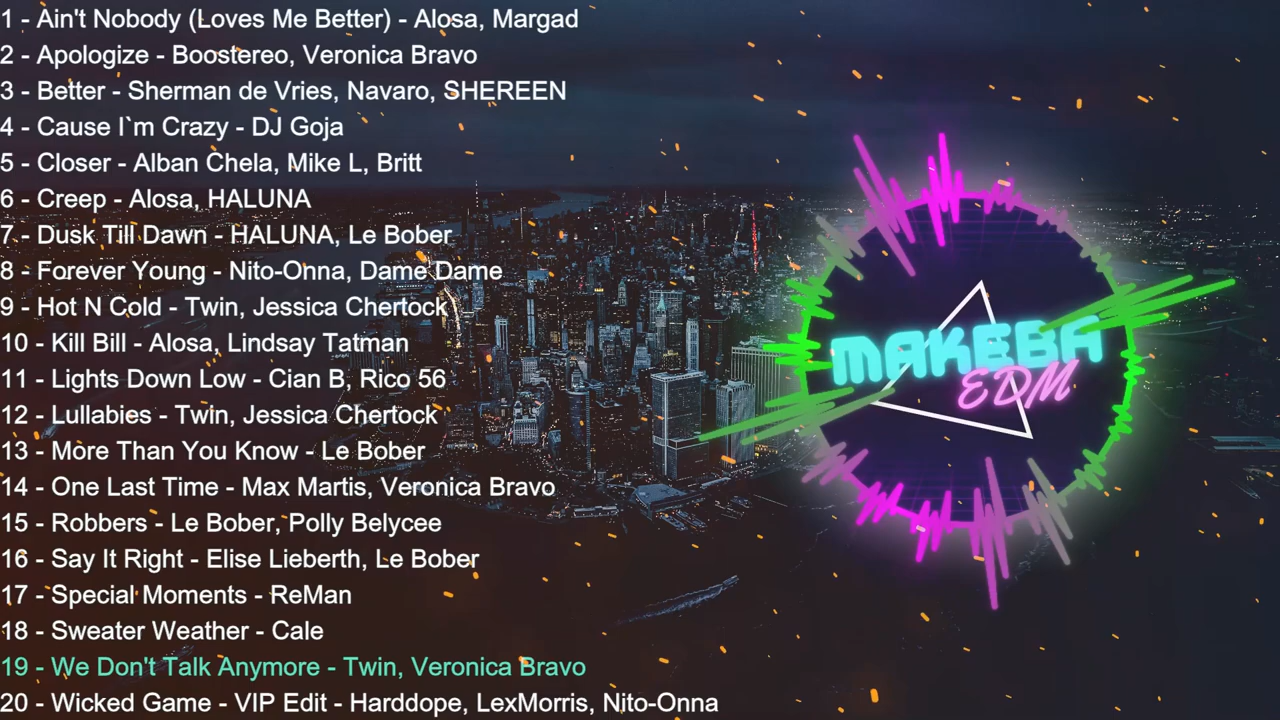 1 - Ain't Nobody (Loves Me Better) - Alosa, Margad
2 - Apologize - Boostereo, Veronica Bravo
3 - Better - Sherman de Vries, Navaro, SHEREEN
4 - Cause I`m Crazy - DJ Goja
5 - Closer - Alban Chela, Mike L, Britt
6 - Creep - Alosa, HALUNA
7 - Dusk Till Dawn - HALUNA, Le Bober
8 - Forever Young - Nito-Onna, Dame Dame
9 - Hot N Cold - Twin, Jessica Chertock
10 - Kill Bill - Alosa, Lindsay Tatman
11 - Lights Down Low - Cian B, Rico 56
12 - Lullabies - Twin, Jessica Chertock
13 - More Than You Know - Le Bober
14 - One Last Time - Max Martis, Veronica Bravo
15 - Robbers - Le Bober, Polly Belycee
16 - Say It Right - Elise Lieberth, Le Bober
17 - Special Moments - ReMan
18 - Sweater Weather - Cale
19 - We Don't Talk Anymore - Twin, Veronica Bravo
20 - Wicked Game - VIP Edit - Harddope, LexMorris, Nito-Onna
MAKEBA
EDM